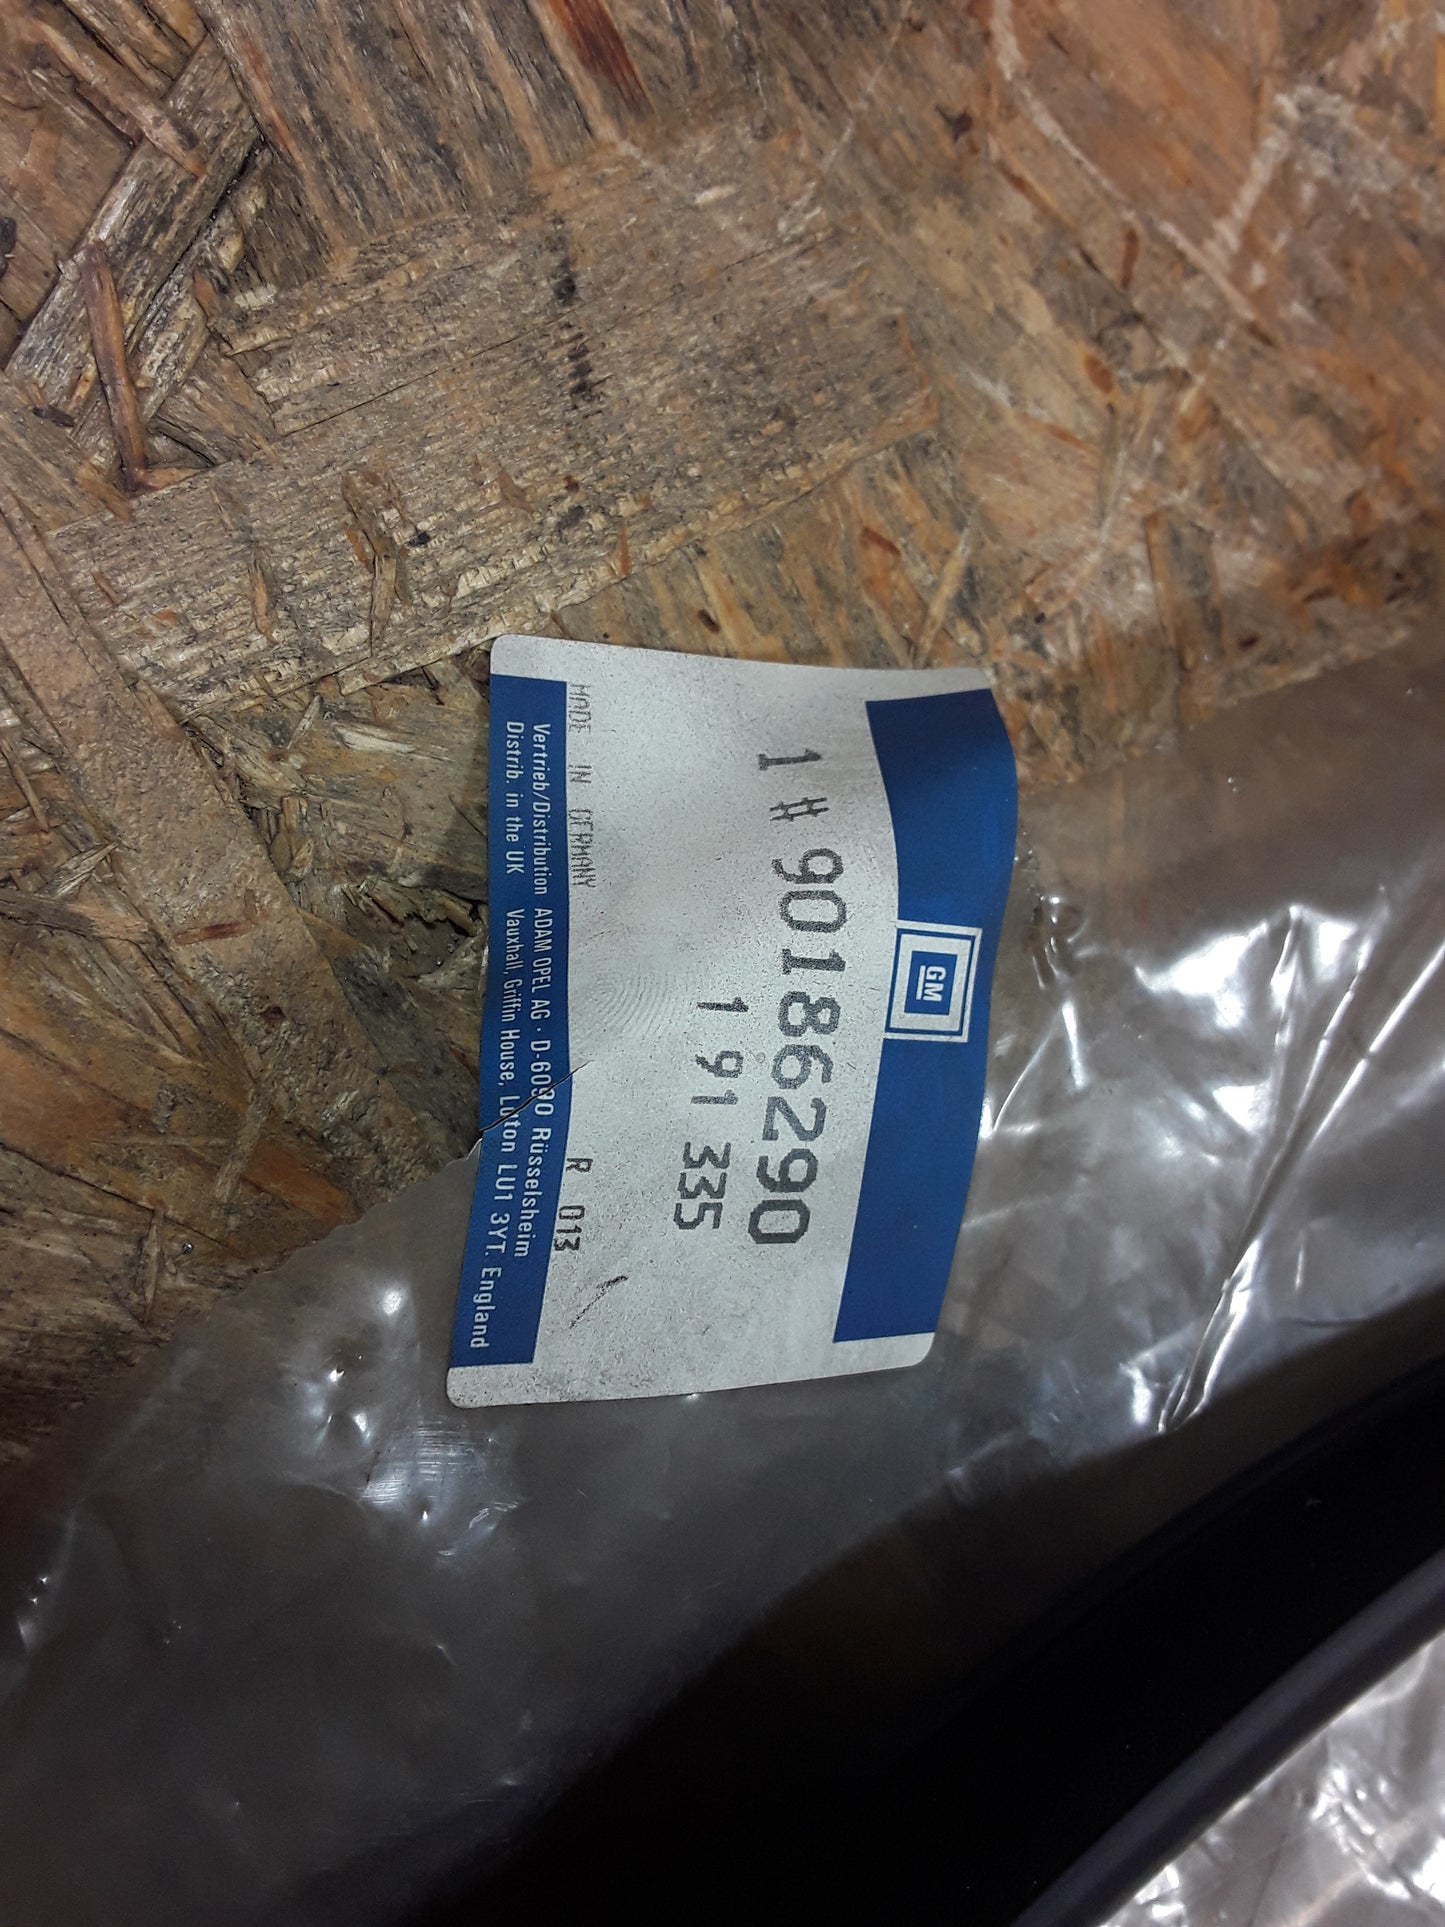 GM
1 # 90186290
1 91 335
MADE IN GERMANY R 013
Vertrieb/Distribution ADAM OPEL AG · D-6090 Rüsselsheim
Distrib. in the UK Vauxhall, Griffin House, Luton LU1 3YT. England